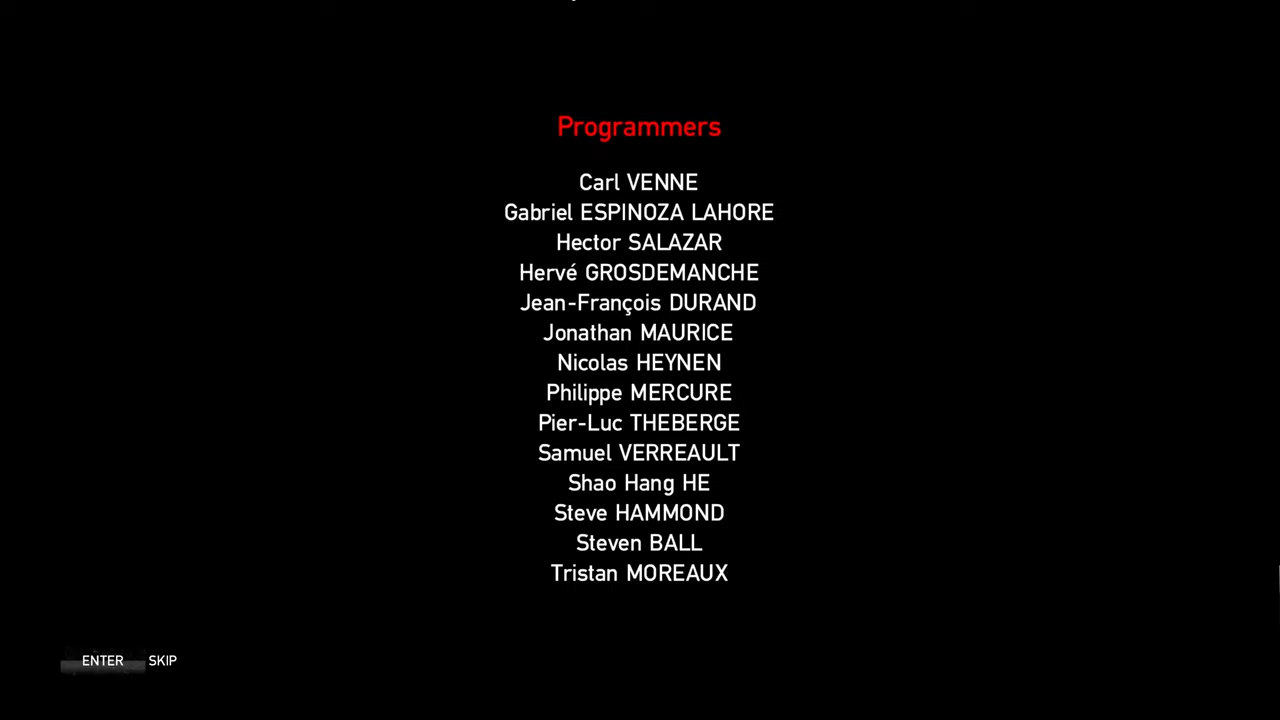 Programmers
Carl VENNE
Gabriel ESPINOZA LAHORE
Hector SALAZAR
Hervé GROSDEMANCHE
Jean-François DURAND
Jonathan MAURICE
Nicolas HEYNEN
Philippe MERCURE
Pier-Luc THEBERGE
Samuel VERREAULT
Shao Hang HE
Steve HAMMOND
Steven BALL
Tristan MOREAUX
ENTER SKIP